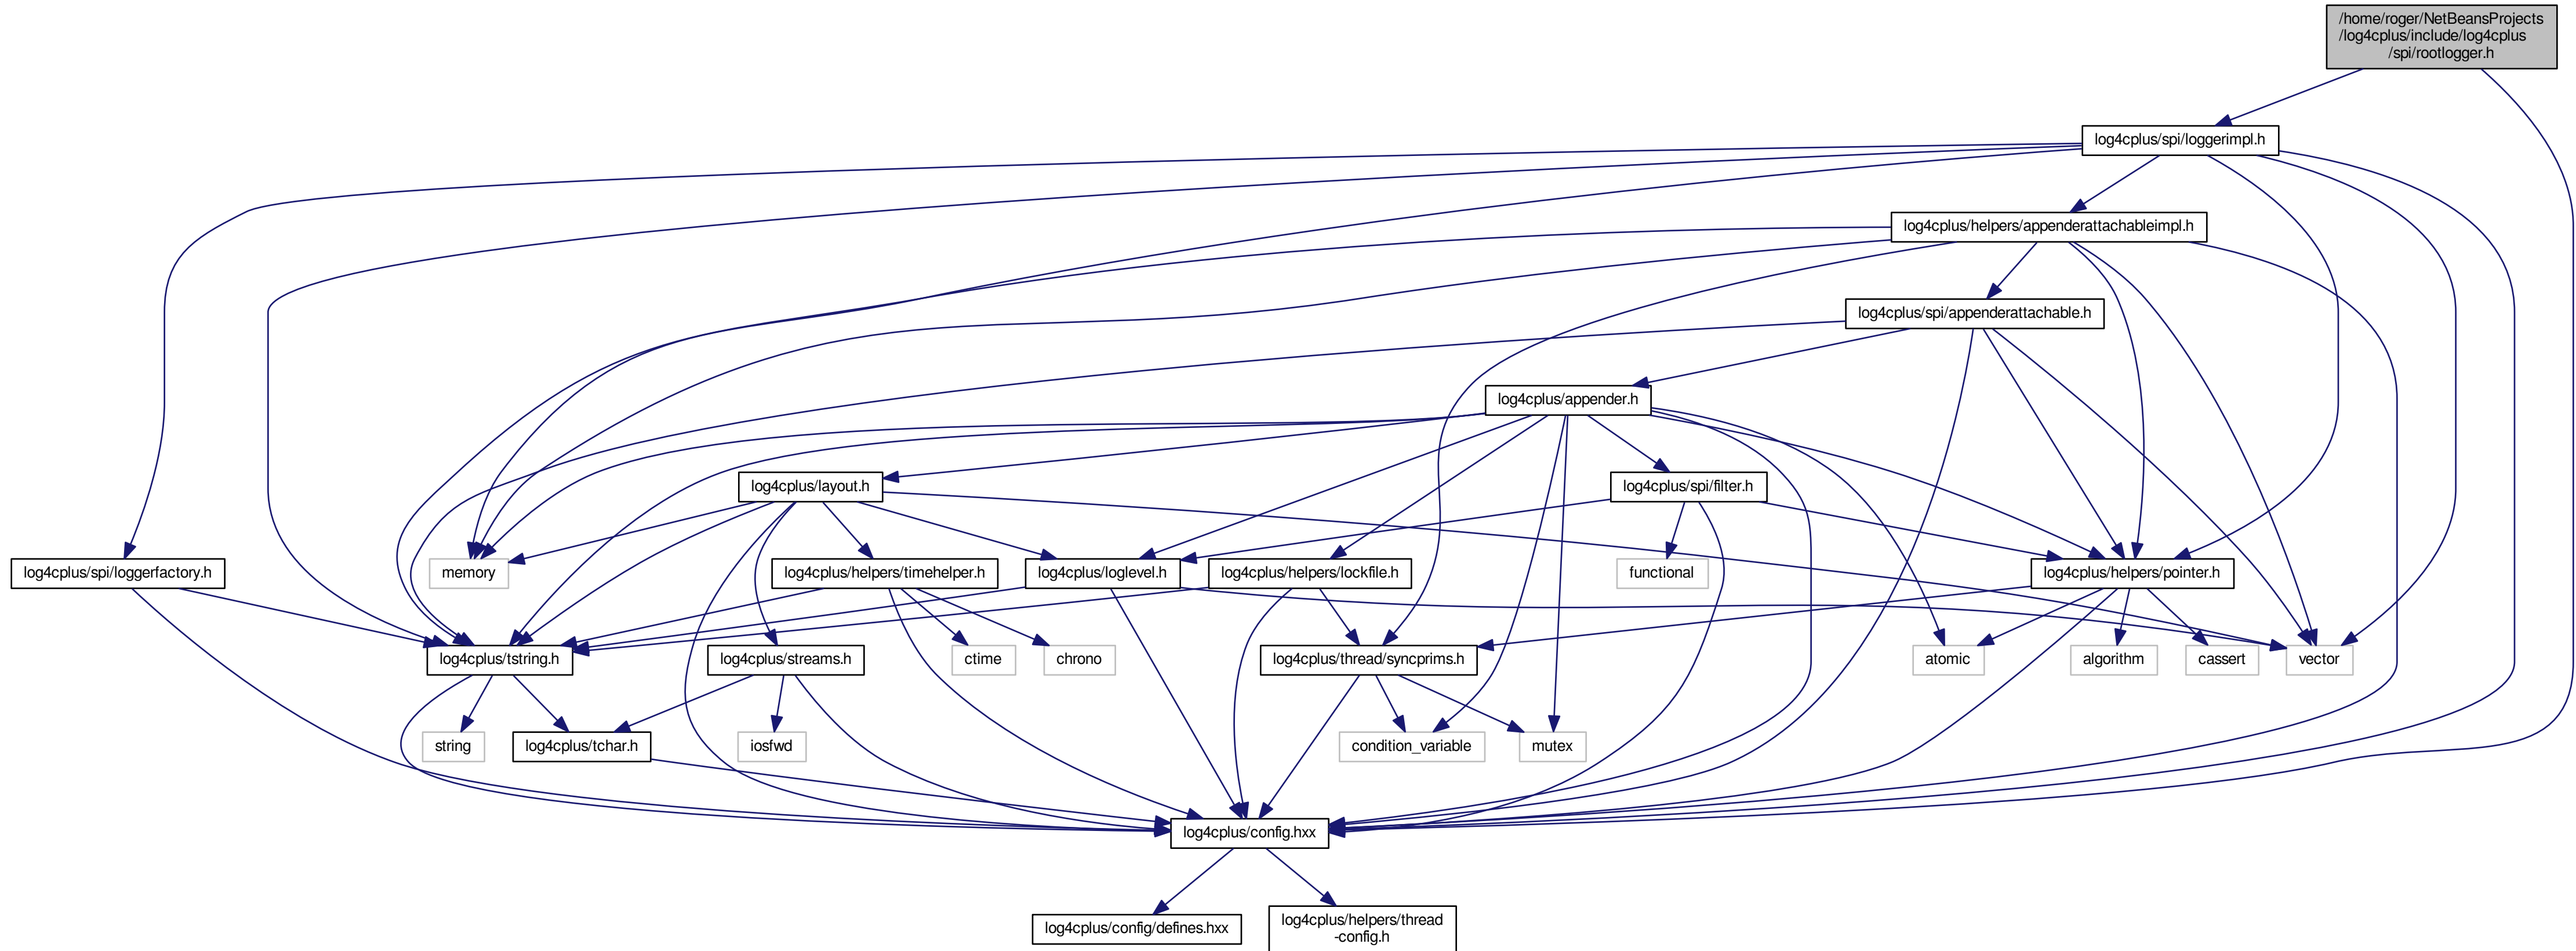 /home/roger/NetBeansProjects
/log4cplus/include/log4cplus
/spi/rootlogger.h
log4cplus/spi/loggerimpl.h
log4cplus/helpers/appenderattachableimpl.h
log4cplus/spi/appenderattachable.h
log4cplus/appender.h
log4cplus/layout.h
log4cplus/spi/filter.h
log4cplus/spi/loggerfactory.h
memory
log4cplus/helpers/timehelper.h
log4cplus/loglevel.h
log4cplus/helpers/lockfile.h
functional
log4cplus/helpers/pointer.h
log4cplus/tstring.h
log4cplus/streams.h
ctime
chrono
log4cplus/thread/syncprims.h
atomic
algorithm
cassert
vector
string
log4cplus/tchar.h
iosfwd
condition_variable
mutex
log4cplus/config.hxx
log4cplus/config/defines.hxx
log4cplus/helpers/thread
-config.h